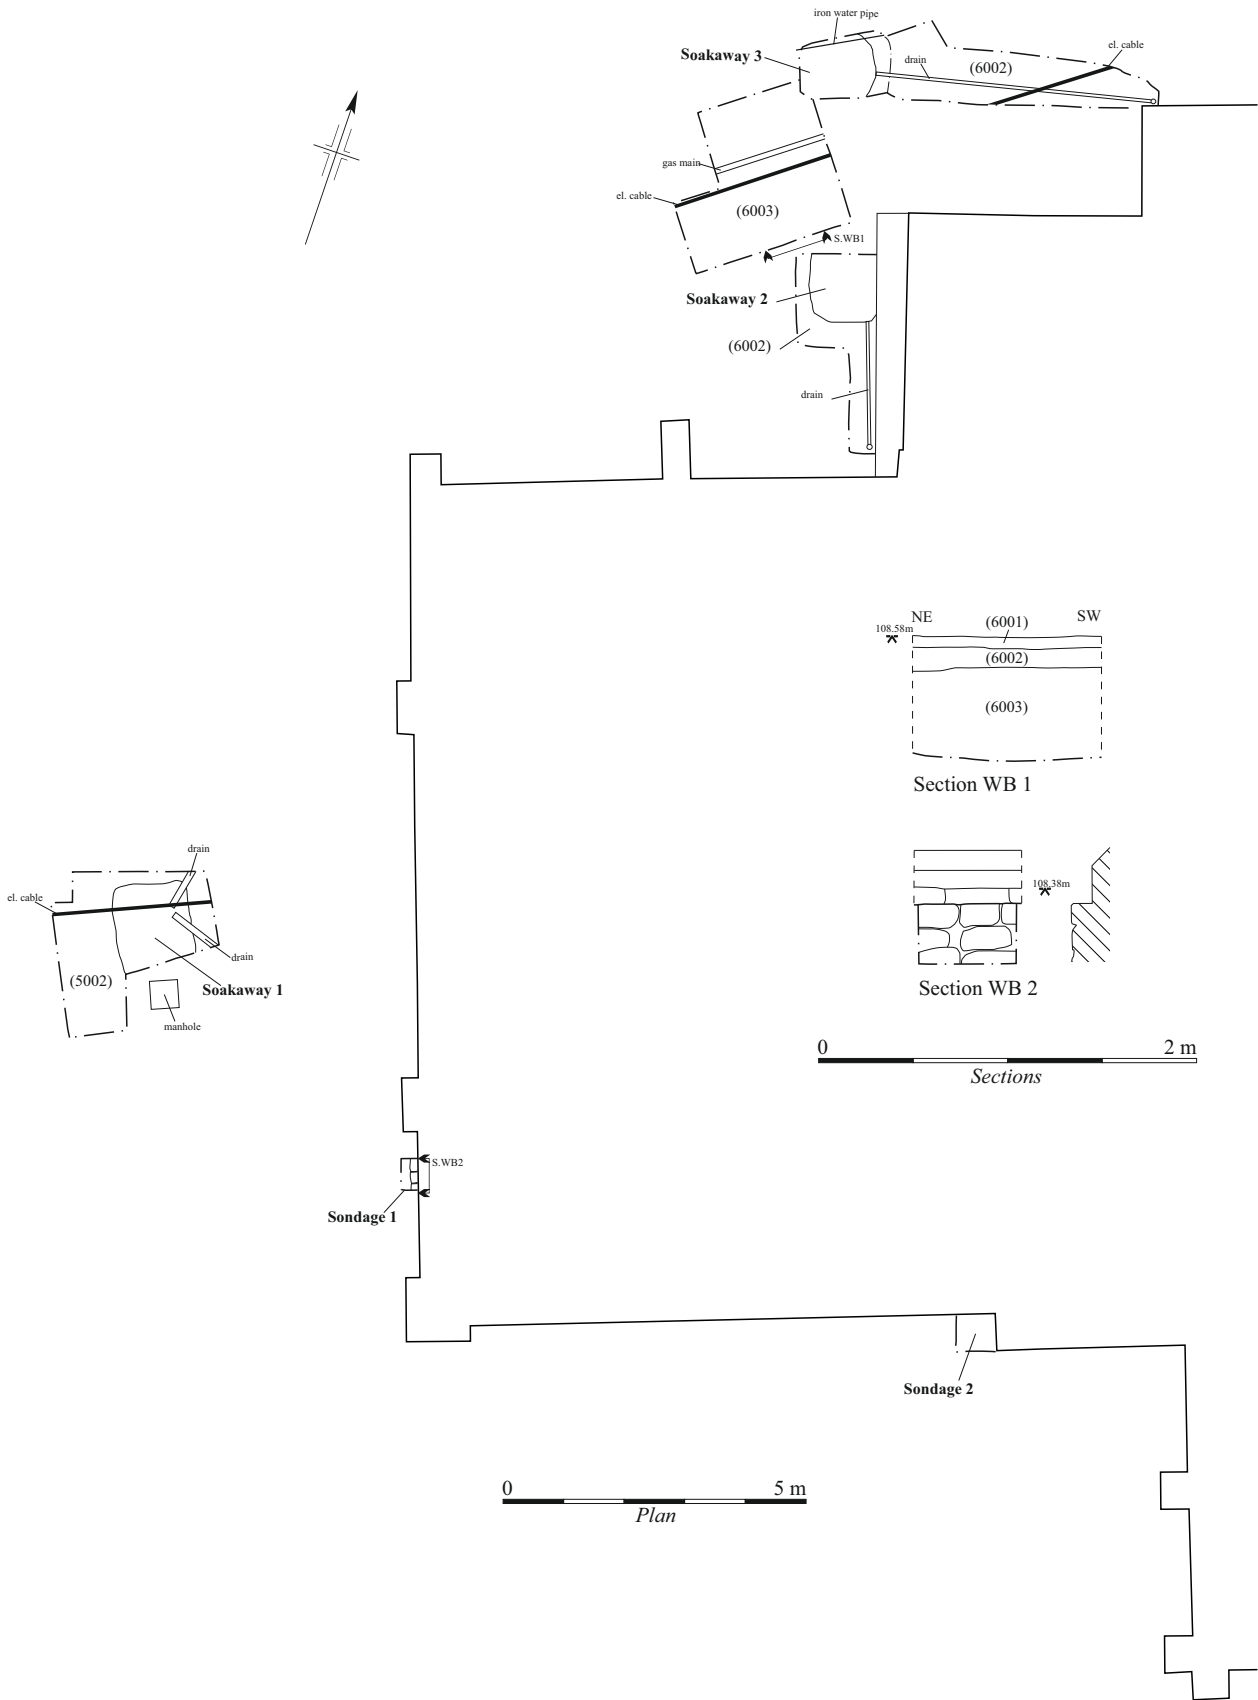 iron water pipe
Soakaway 3
el. cable
drain
(6002)
gas main
el. cable
(6003)
S.WB1
Soakaway 2
(6002)
drain
NE
(6001)
SW
108.58m
(6002)
(6003)
Section WB 1
108.38m
Section WB 2
0 2 m
Sections
drain
el. cable
drain
(5002)
Soakaway 1
manhole
S.WB2
Sondage 1
Sondage 2
0 5 m
Plan